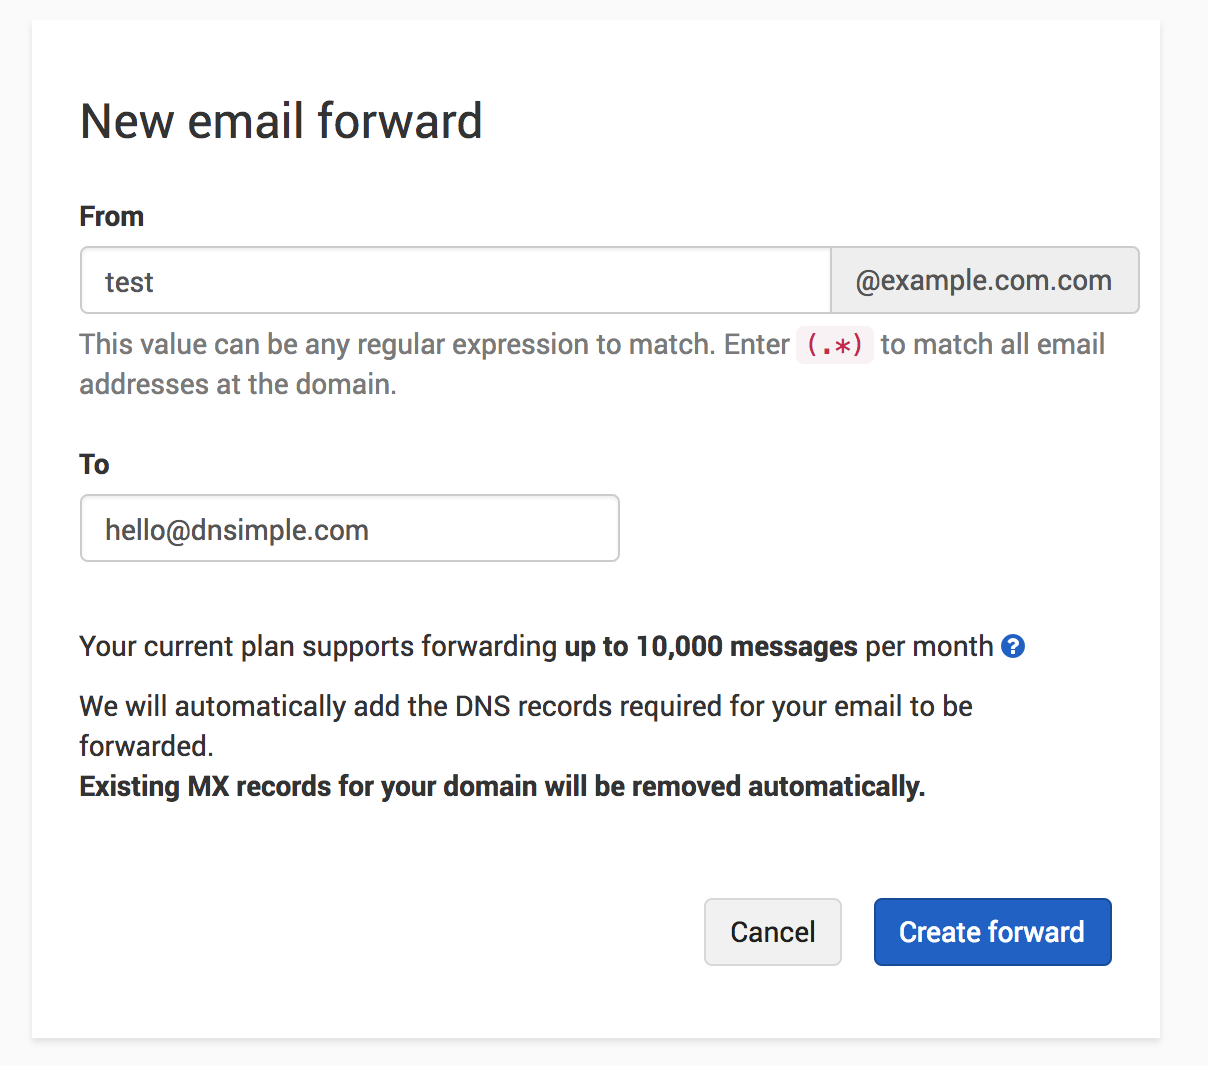 New email forward
From
test
@example.com.com
This value can be any regular expression to match. Enter (.*) to match all email
addresses at the domain.
To
hello@dnsimple.com
Your current plan supports forwarding up to 10,000 messages per month ?
We will automatically add the DNS records required for your email to be
forwarded.
Existing MX records for your domain will be removed automatically.
Cancel
Create forward